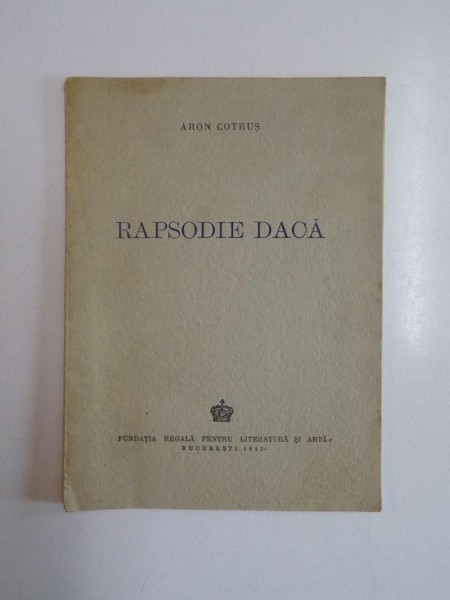 ARON COTRUȘ
RAPSODIE DACĂ
FUNDAȚIA REGALĂ PENTRU LITERATURĂ ȘI ARTĂ
BUCUREȘTI